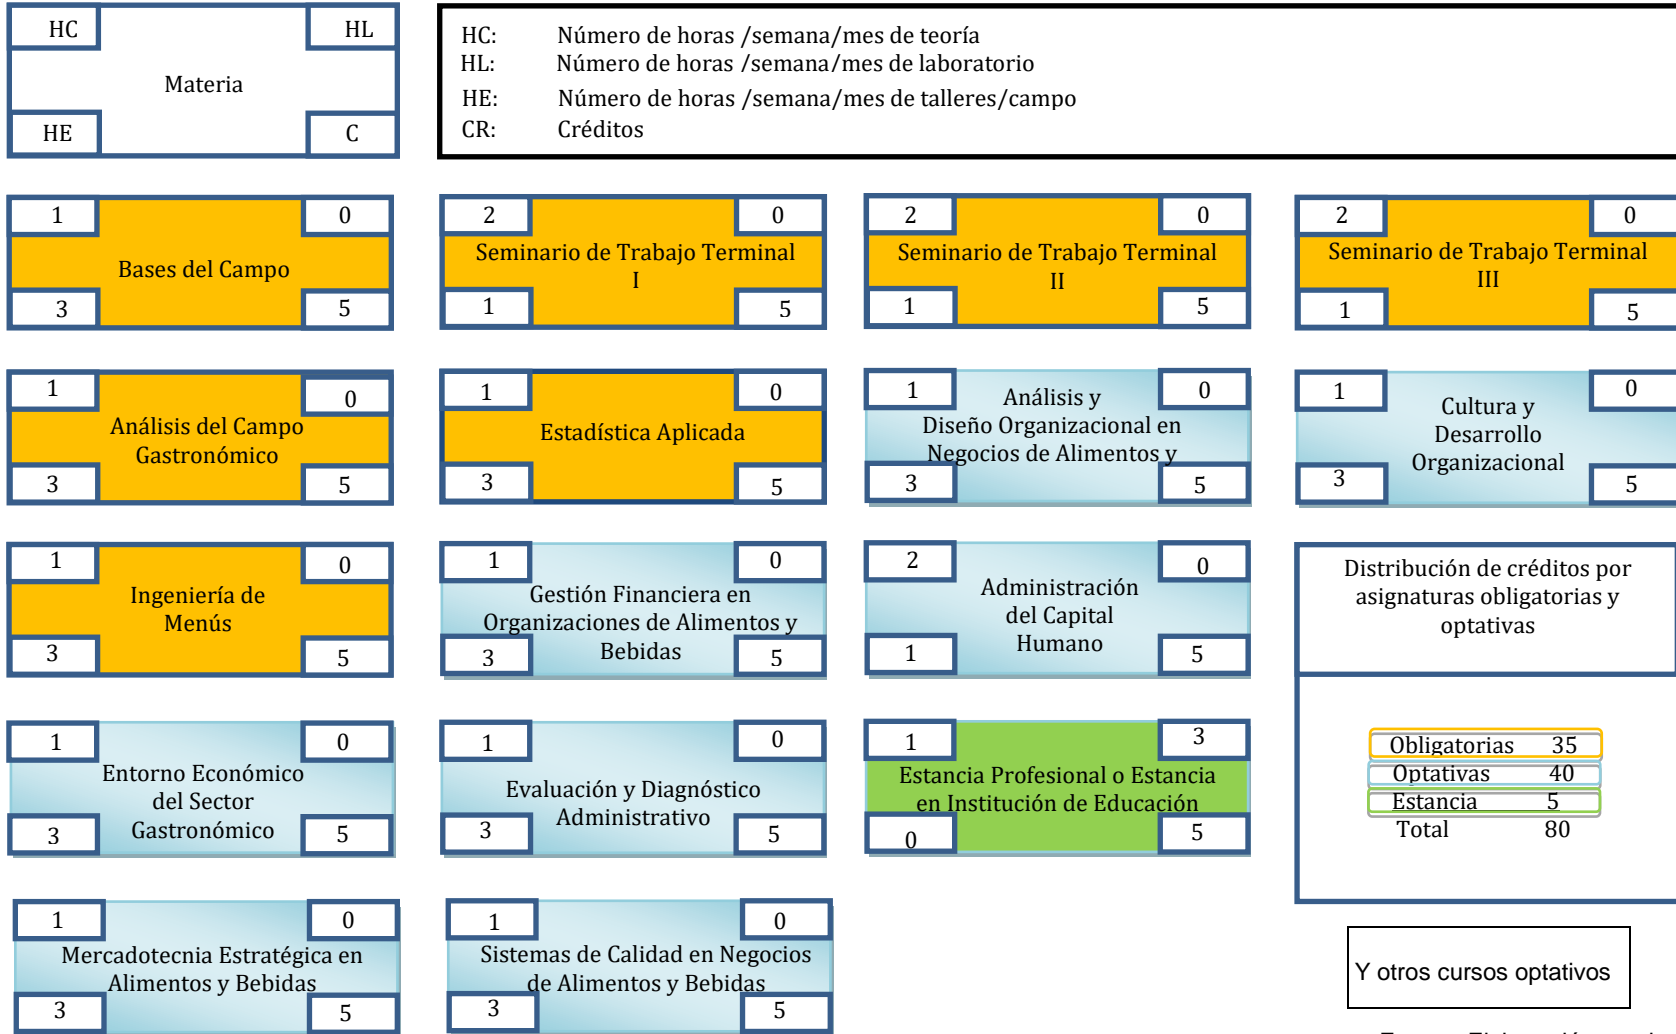 HC HL
Materia
HE C
HC: Número de horas /semana/mes de teoría
HL: Número de horas /semana/mes de laboratorio
HE: Número de horas /semana/mes de talleres/campo
CR: Créditos
1 0
Bases del Campo
3 5
2 0
Seminario de Trabajo Terminal
I
1 5
2 0
Seminario de Trabajo Terminal
II
1 5
2 0
Seminario de Trabajo Terminal
III
1 5
1 0
Análisis del Campo
Gastronómico
3 5
1 0
Estadística Aplicada
3 5
1 0
Análisis y
Diseño Organizacional en
Negocios de Alimentos y
3 5
1 0
Cultura y
Desarrollo
Organizacional
3 5
1 0
Ingeniería de
Menús
3 5
1 0
Gestión Financiera en
Organizaciones de Alimentos y
Bebidas
3 5
2 0
Administración
del Capital
Humano
1 5
Distribución de créditos por
asignaturas obligatorias y
optativas
Obligatorias 35
Optativas 40
Estancia 5
Total 80
1 0
Entorno Económico
del Sector
Gastronómico
3 5
1 0
Evaluación y Diagnóstico
Administrativo
3 5
1 3
Estancia Profesional o Estancia
en Institución de Educación
0 5
1 0
Mercadotecnia Estratégica en
Alimentos y Bebidas
3 5
1 0
Sistemas de Calidad en Negocios
de Alimentos y Bebidas
3 5
Y otros cursos optativos